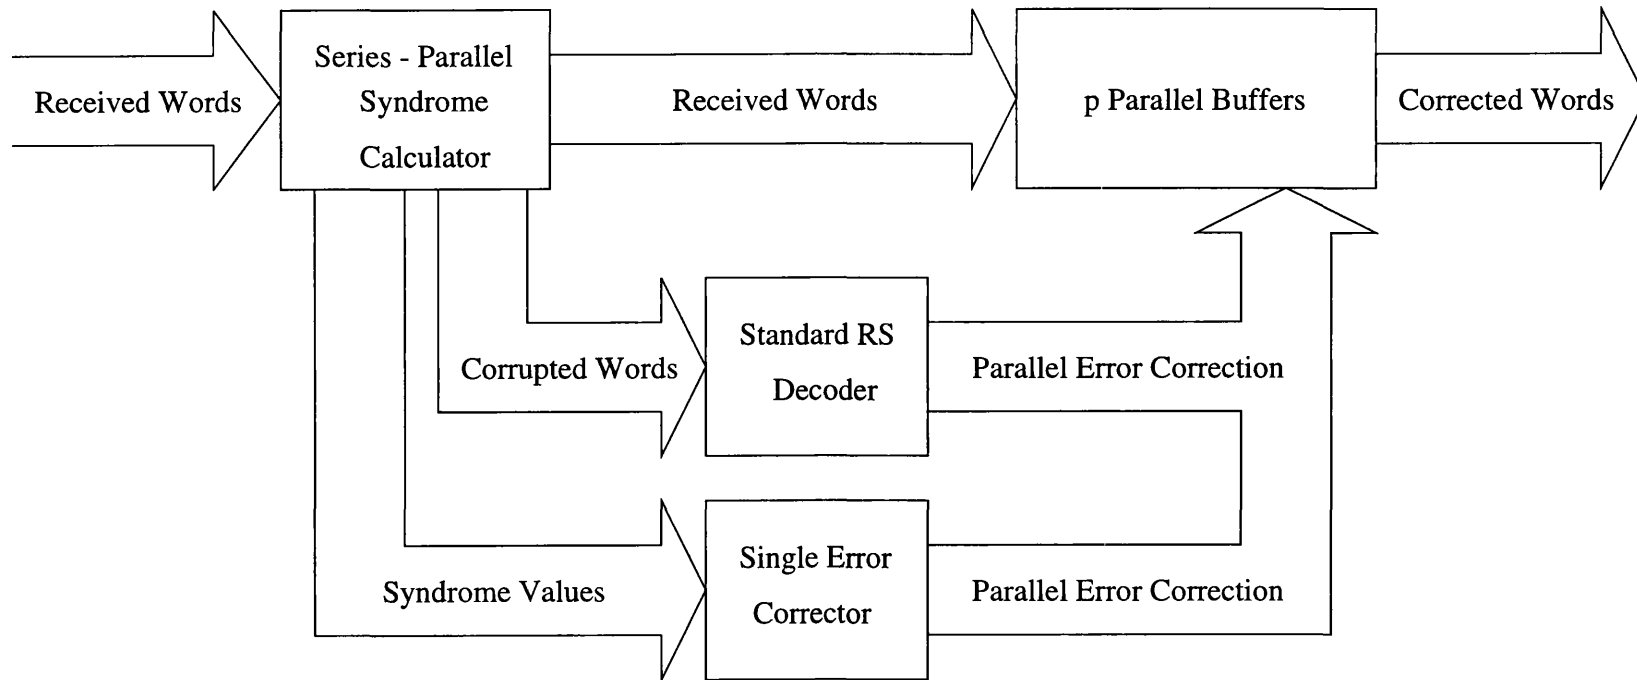 Received Words
Series - Parallel
Syndrome
Calculator
Received Words
p Parallel Buffers
Corrected Words
Corrupted Words
Standard RS
Decoder
Parallel Error Correction
Syndrome Values
Single Error
Corrector
Parallel Error Correction